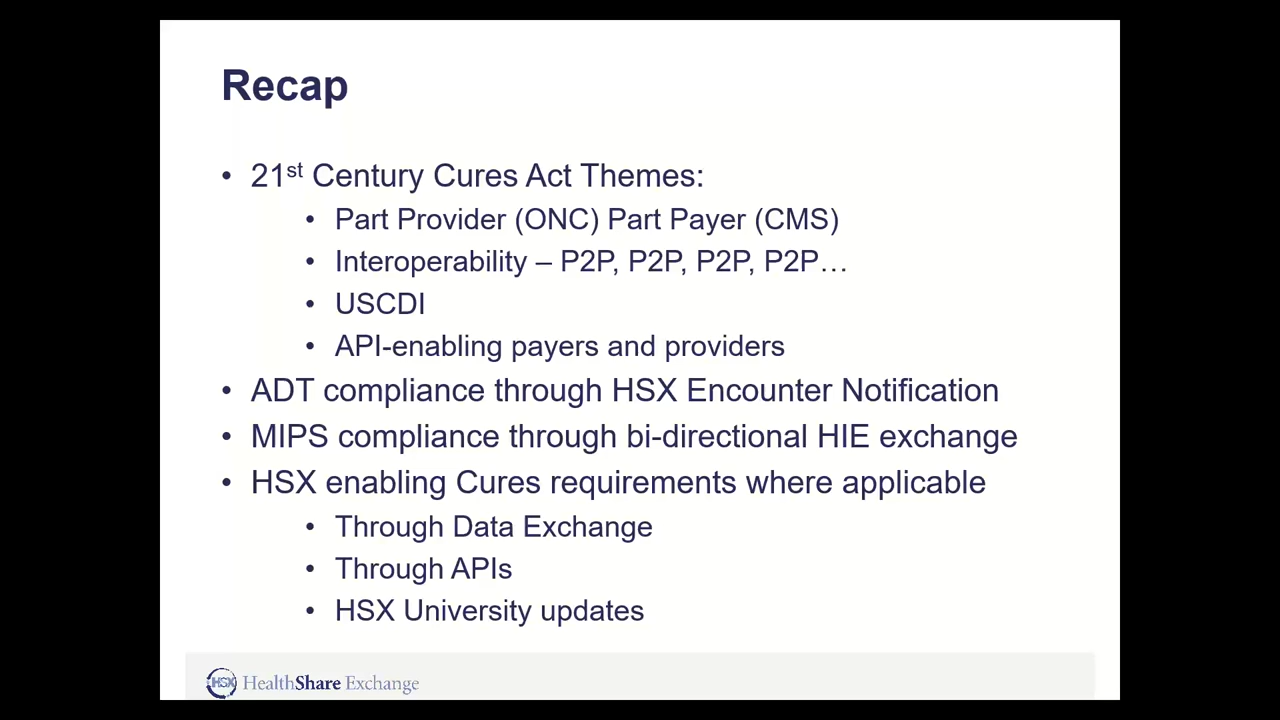 Recap
• 21st Century Cures Act Themes:
• Part Provider (ONC) Part Payer (CMS)
• Interoperability – P2P, P2P, P2P, P2P…
• USCDI
• API-enabling payers and providers
• ADT compliance through HSX Encounter Notification
• MIPS compliance through bi-directional HIE exchange
• HSX enabling Cures requirements where applicable
• Through Data Exchange
• Through APIs
• HSX University updates
HSX HealthShare Exchange